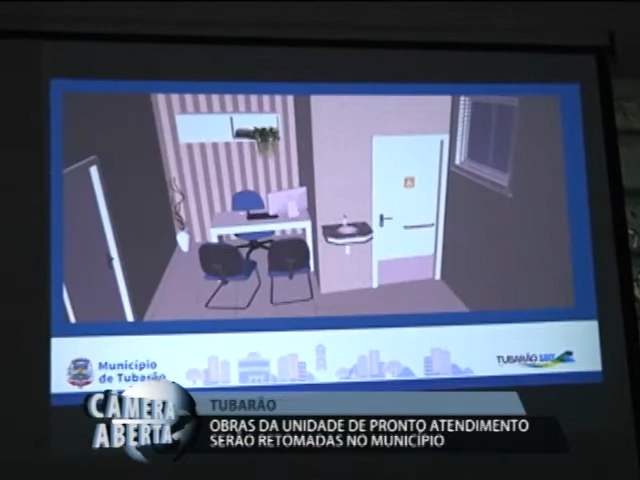 Município
de Tubarão
TUBARÃO
CÂMERA
ABERTA
TUBARÃO
OBRAS DA UNIDADE DE PRONTO ATENDIMENTO
SERÃO RETOMADAS NO MUNICÍPIO